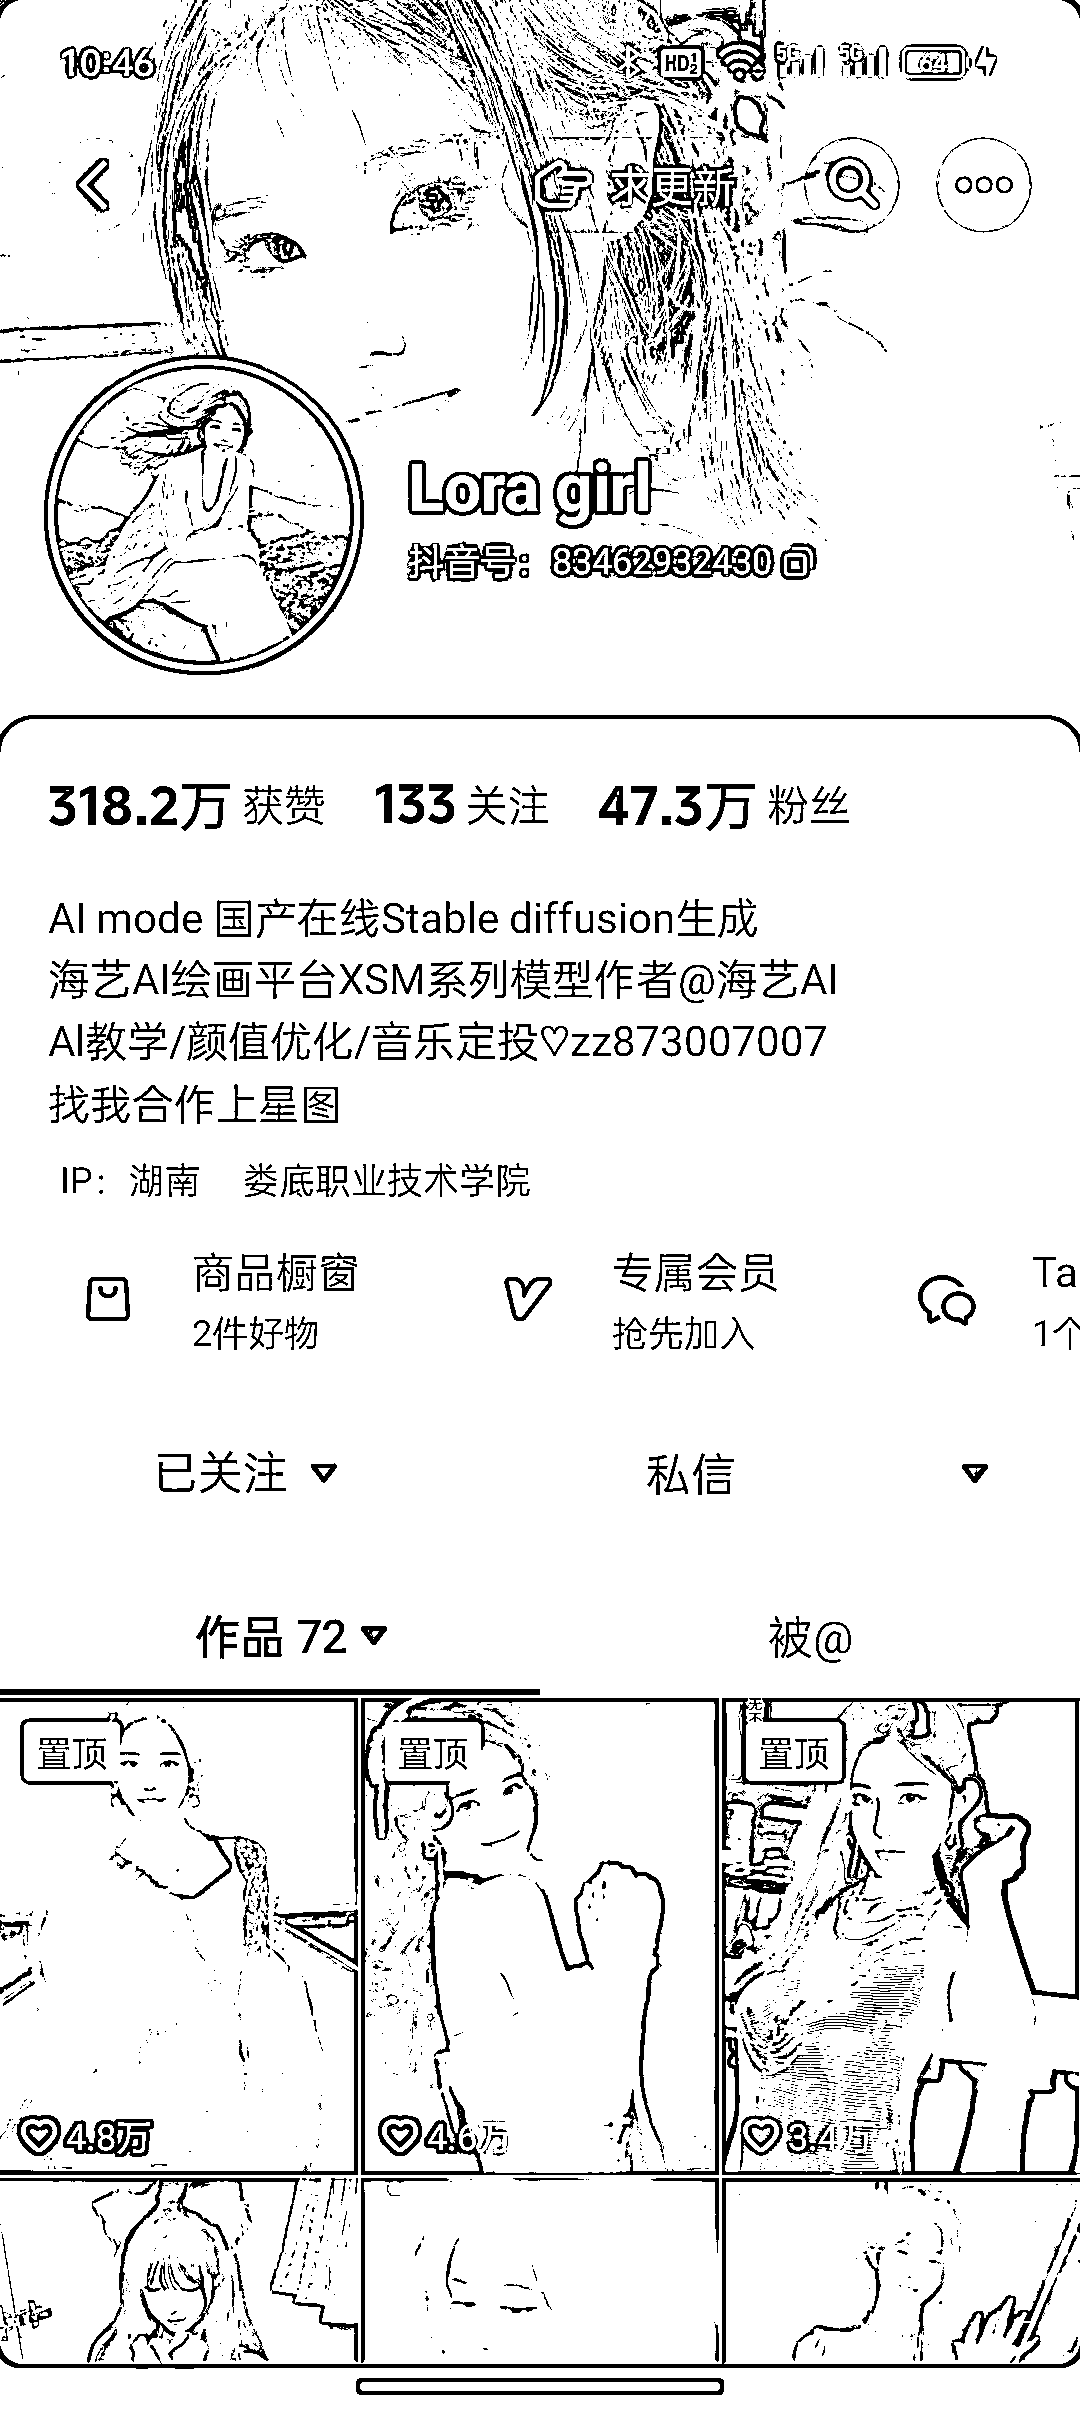 10:46
HD 5G 5G 64
求更新
Lora girl
抖音号：83462932430
318.2万 获赞 133 关注 47.3万 粉丝
AI mode 国产在线Stable diffusion生成
海艺AI绘画平台XSM系列模型作者@海艺AI
AI教学/颜值优化/音乐定投♡zz873007007
找我合作上星图
IP：湖南 娄底职业技术学院
商品橱窗 专属会员 Ta
2件好物 抢先加入 1个
已关注 私信
作品 72 被@
置顶 置顶 置顶
4.8万 4.6万 3.4万